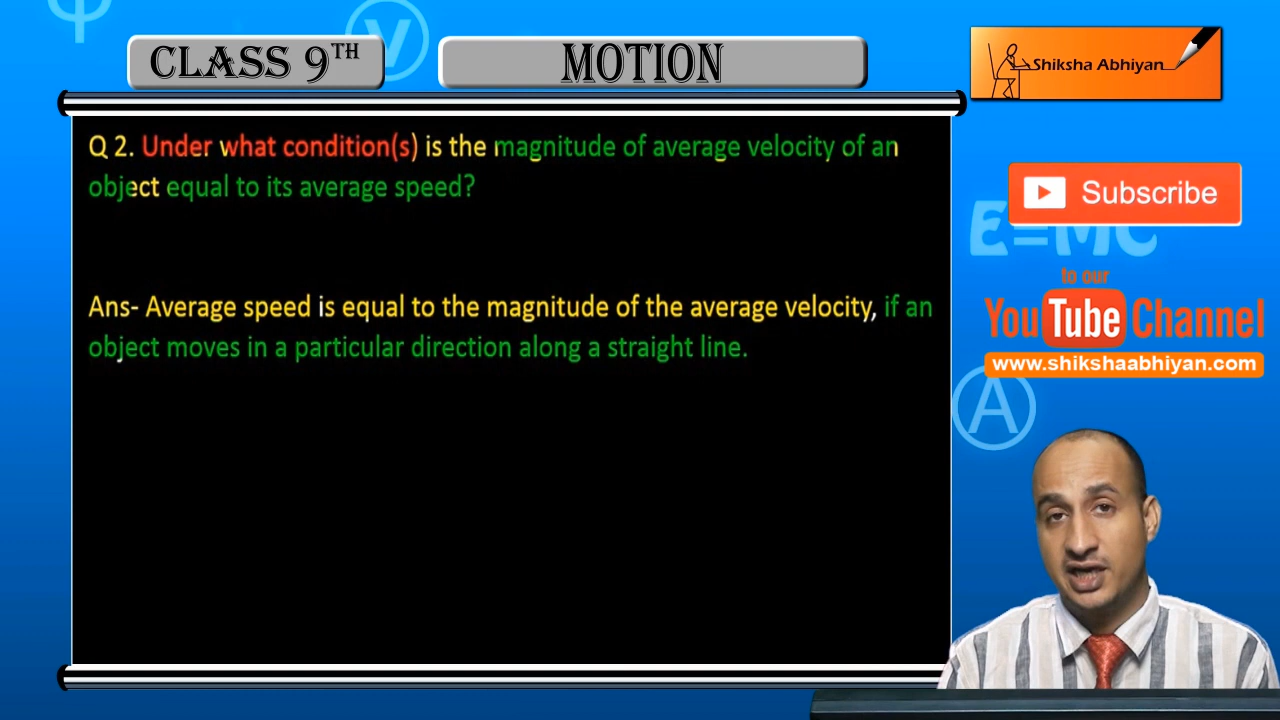 CLASS 9TH
MOTION
Shiksha Abhiyan
Q 2. Under what condition(s) is the magnitude of average velocity of an
object equal to its average speed?
Ans- Average speed is equal to the magnitude of the average velocity, if an
object moves in a particular direction along a straight line.
Subscribe
E=MC
to our
YouTube Channel
www.shikshaabhiyan.com
φ
V
A